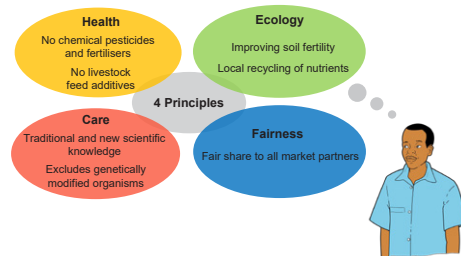 Health
No chemical pesticides
and fertilisers
No livestock
feed additives
Ecology
Improving soil fertility
Local recycling of nutrients
4 Principles
Care
Traditional and new scientific
knowledge
Excludes genetically
modified organisms
Fairness
Fair share to all market partners